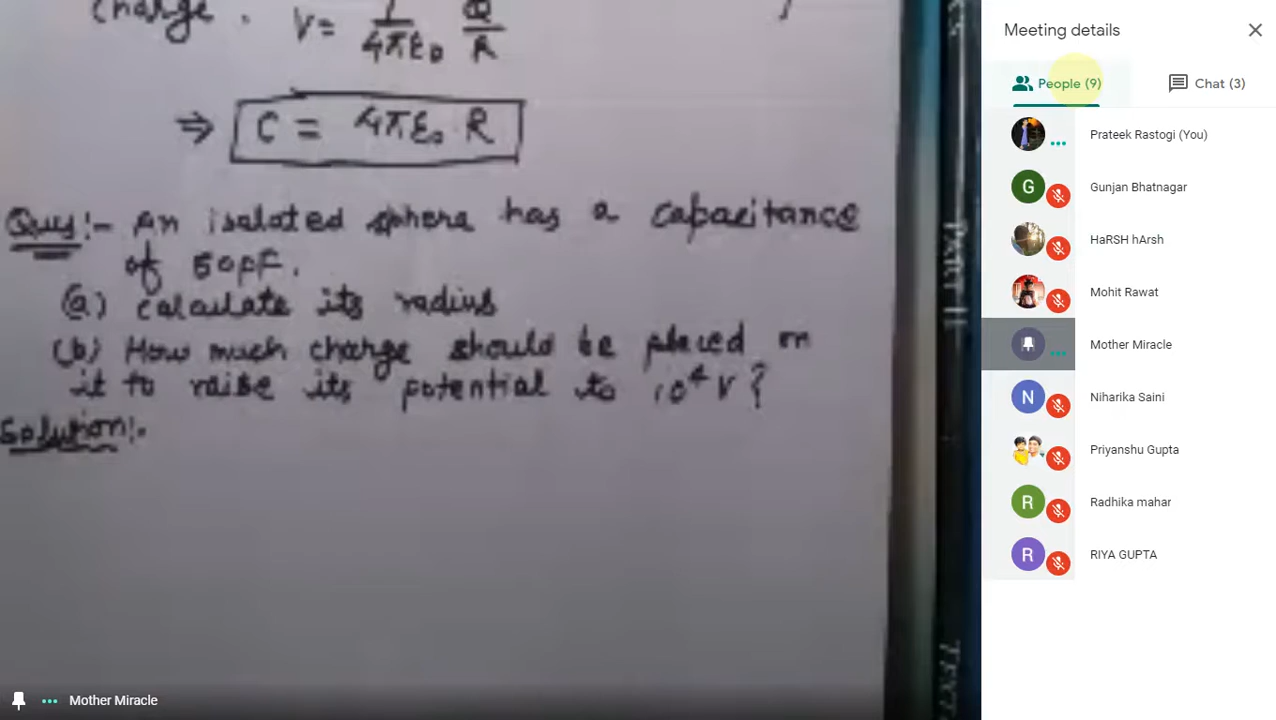 charge. V = 1/4πε₀ Q/R
⇒ C = 4πε₀ R
Ques:- An isolated sphere has a capacitance
of 50pF.
(a) calculate its radius
(b) How much charge should be placed on
it to raise its potential to 10⁴ V?
Solution:-
Mother Miracle
Meeting details
People (9)
Chat (3)
Prateek Rastogi (You)
G Gunjan Bhatnagar
HaRSH hArsh
Mohit Rawat
Mother Miracle
N Niharika Saini
Priyanshu Gupta
R Radhika mahar
R RIYA GUPTA